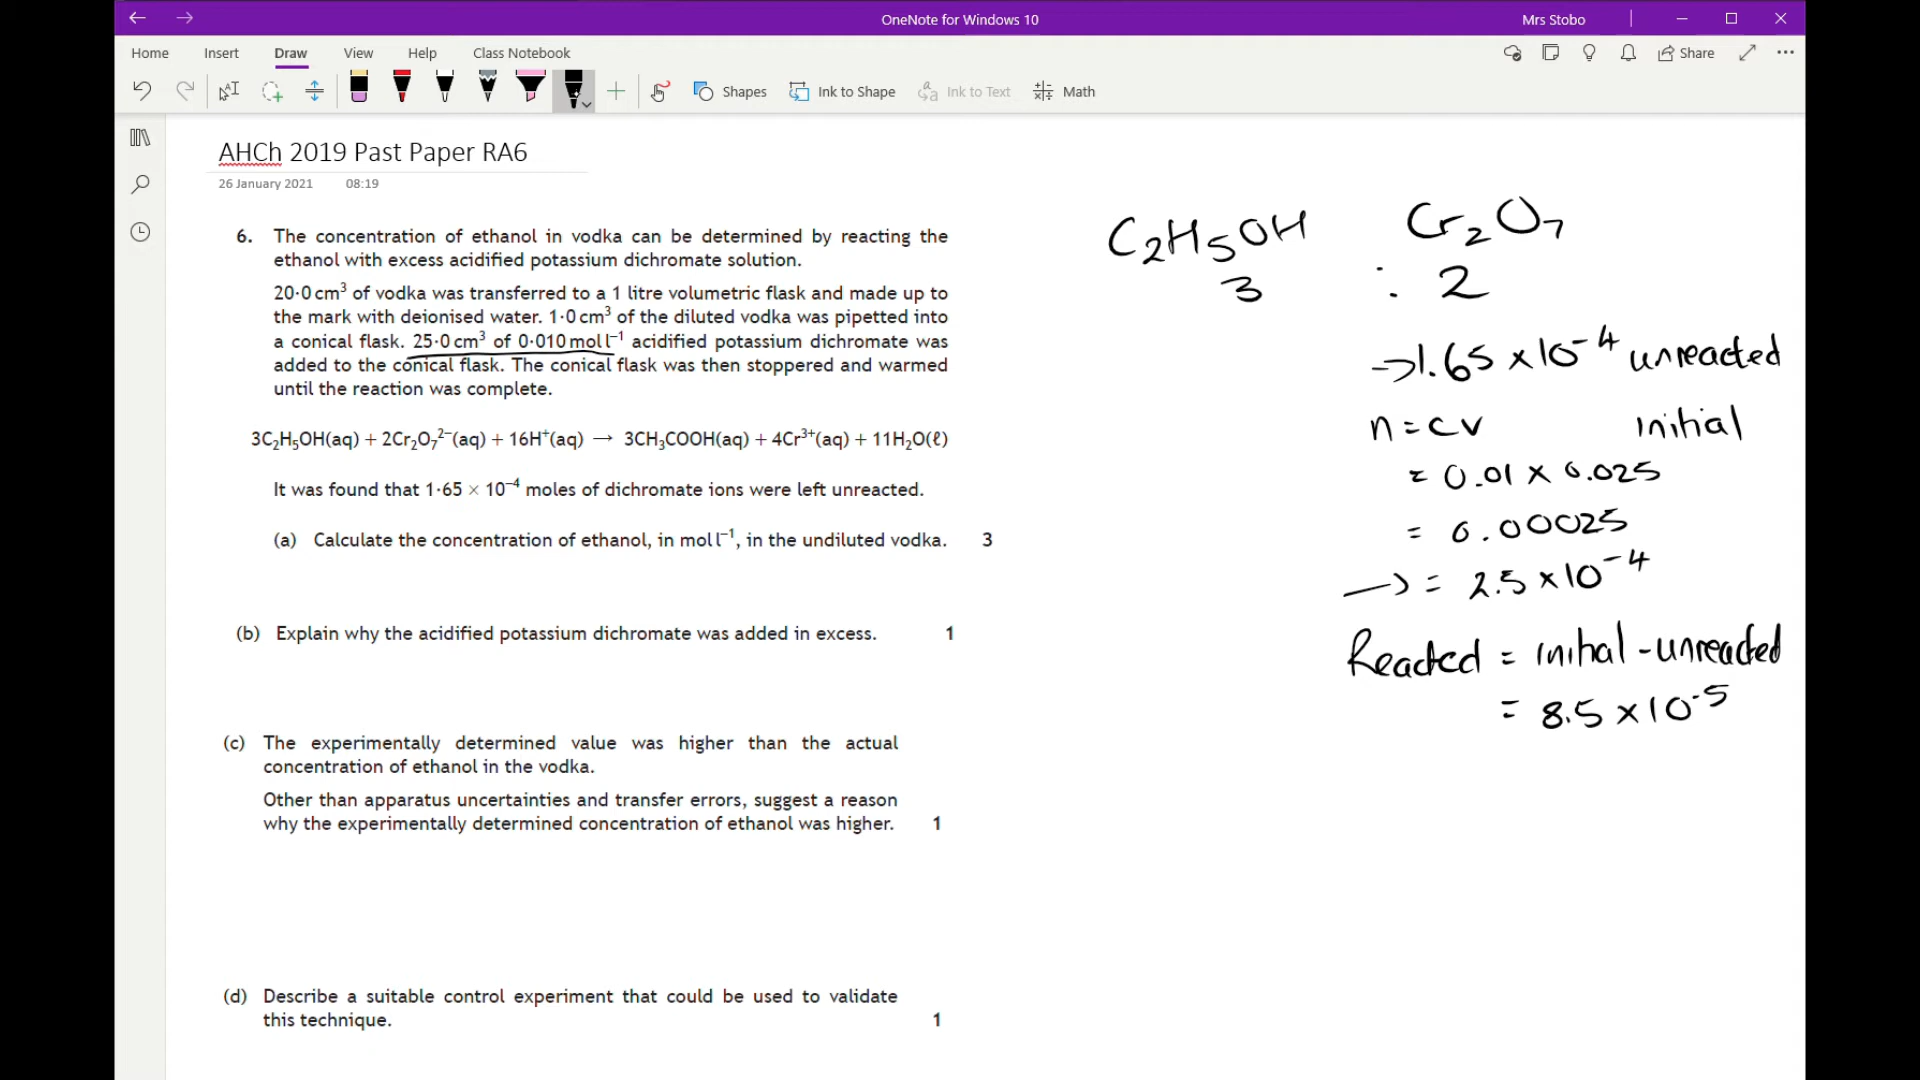 OneNote for Windows 10
Mrs Stobo
Home Insert Draw View Help Class Notebook
Share
Shapes Ink to Shape Ink to Text Math
AHCh 2019 Past Paper RA6
26 January 2021 08:19
6. The concentration of ethanol in vodka can be determined by reacting the
ethanol with excess acidified potassium dichromate solution.
20·0 cm³ of vodka was transferred to a 1 litre volumetric flask and made up to
the mark with deionised water. 1·0 cm³ of the diluted vodka was pipetted into
a conical flask. 25·0 cm³ of 0·010 mol l⁻¹ acidified potassium dichromate was
added to the conical flask. The conical flask was then stoppered and warmed
until the reaction was complete.
3C₂H₅OH(aq) + 2Cr₂O₇²⁻(aq) + 16H⁺(aq) → 3CH₃COOH(aq) + 4Cr³⁺(aq) + 11H₂O(ℓ)
It was found that 1·65 × 10⁻⁴ moles of dichromate ions were left unreacted.
(a) Calculate the concentration of ethanol, in mol l⁻¹, in the undiluted vodka. 3
(b) Explain why the acidified potassium dichromate was added in excess. 1
(c) The experimentally determined value was higher than the actual
concentration of ethanol in the vodka.
Other than apparatus uncertainties and transfer errors, suggest a reason
why the experimentally determined concentration of ethanol was higher. 1
(d) Describe a suitable control experiment that could be used to validate
this technique. 1
C₂H₅OH Cr₂O₇
3 : 2
→ 1.65 × 10⁻⁴ unreacted
n = cv initial
= 0.01 × 0.025
= 0.00025
→ = 2.5 × 10⁻⁴
Reacted = initial - unreacted
= 8.5 × 10⁻⁵